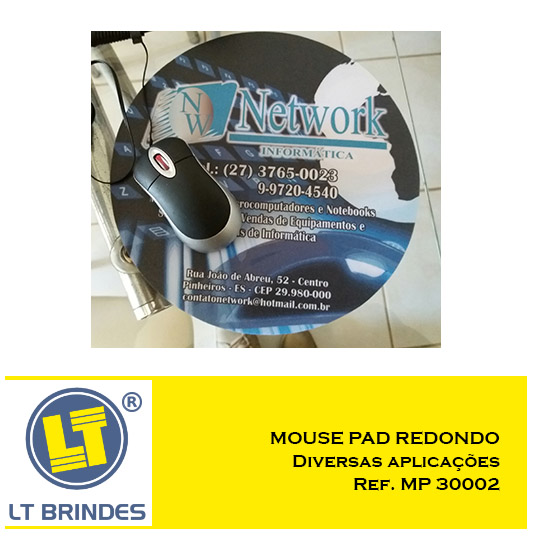 NW Network
INFORMÁTICA
.: (27) 3765-0023
9-9720-4540
rocomputadores e Notebooks
Vendas de Equipamentos e
s de Informática
Rua João de Abreu, 52 - Centro
Pinheiros - ES - CEP 29.980-000
contatonetwork@hotmail.com.br
LT ®
LT BRINDES
MOUSE PAD REDONDO
Diversas aplicações
Ref. MP 30002